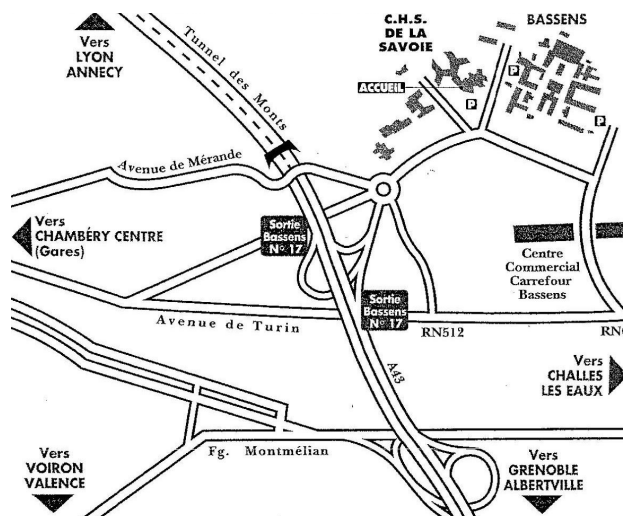 C.H.S.
DE LA
SAVOIE
BASSENS
Vers
LYON
ANNECY
Tunnel des Monts
ACCUEIL
P
P
P
Avenue de Mérande
Vers
CHAMBÉRY CENTRE
(Gares)
Sortie
Bassens
No 17
Centre
Commercial
Carrefour
Bassens
Sortie
Bassens
No 17
Avenue de Turin
RN512
A43
Vers
CHALLES
LES EAUX
Vers
VOIRON
VALENCE
Fg. Montmélian
Vers
GRENOBLE
ALBERTVILLE